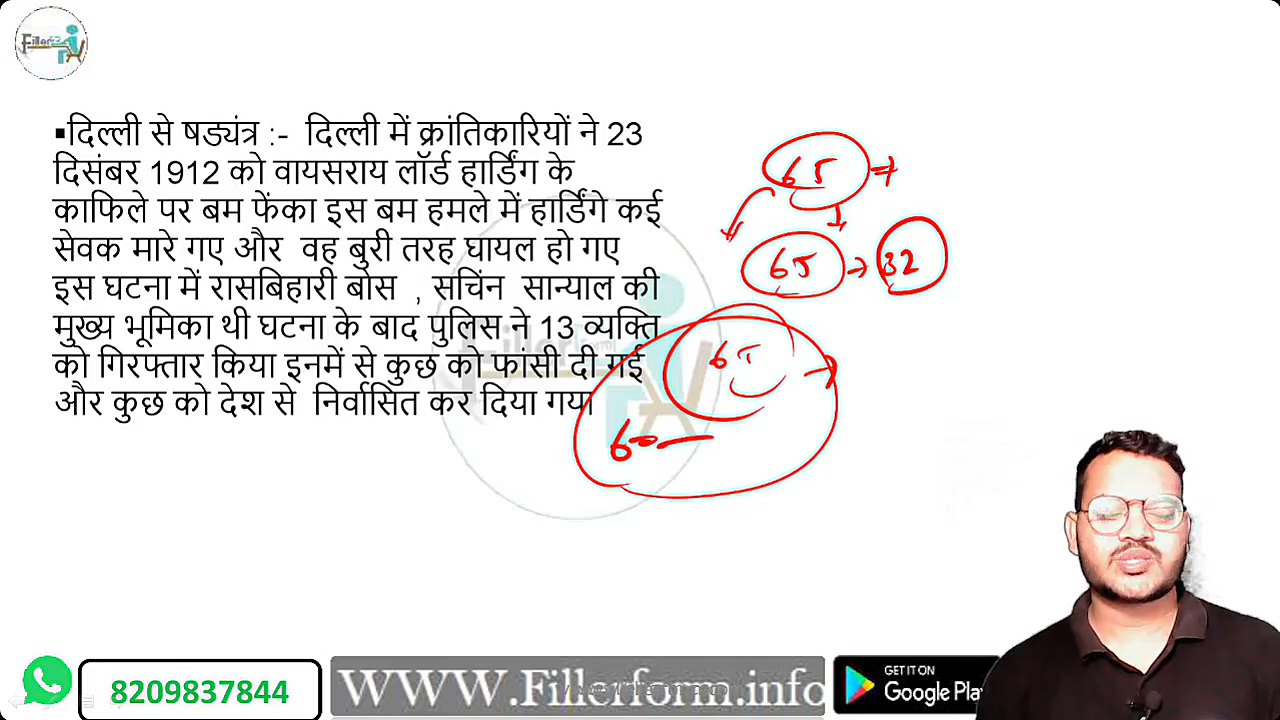 Fillerform
▪दिल्ली से षड्यंत्र :- दिल्ली में क्रांतिकारियों ने 23
दिसंबर 1912 को वायसराय लॉर्ड हार्डिंग के
काफिले पर बम फेंका इस बम हमले में हार्डिंगे कई
सेवक मारे गए और वह बुरी तरह घायल हो गए
इस घटना में रासबिहारी बोस , सचिंन सान्याल की
मुख्य भूमिका थी घटना के बाद पुलिस ने 13 व्यक्ति
को गिरफ्तार किया इनमें से कुछ को फांसी दी गई
और कुछ को देश से निर्वासित कर दिया गया
65
65 → 32
65
8209837844
WWW.Fillerform.info
GET IT ON
Google Play